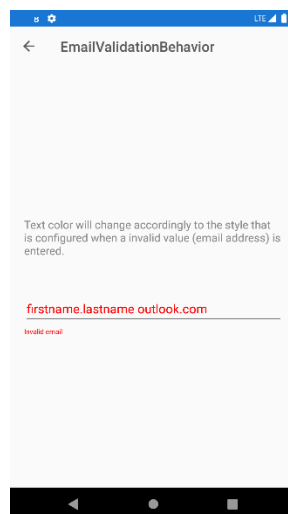 LTE
EmailValidationBehavior
Text color will change accordingly to the style that
is configured when a invalid value (email address) is
entered.
firstname.lastname outlook.com
Invalid email